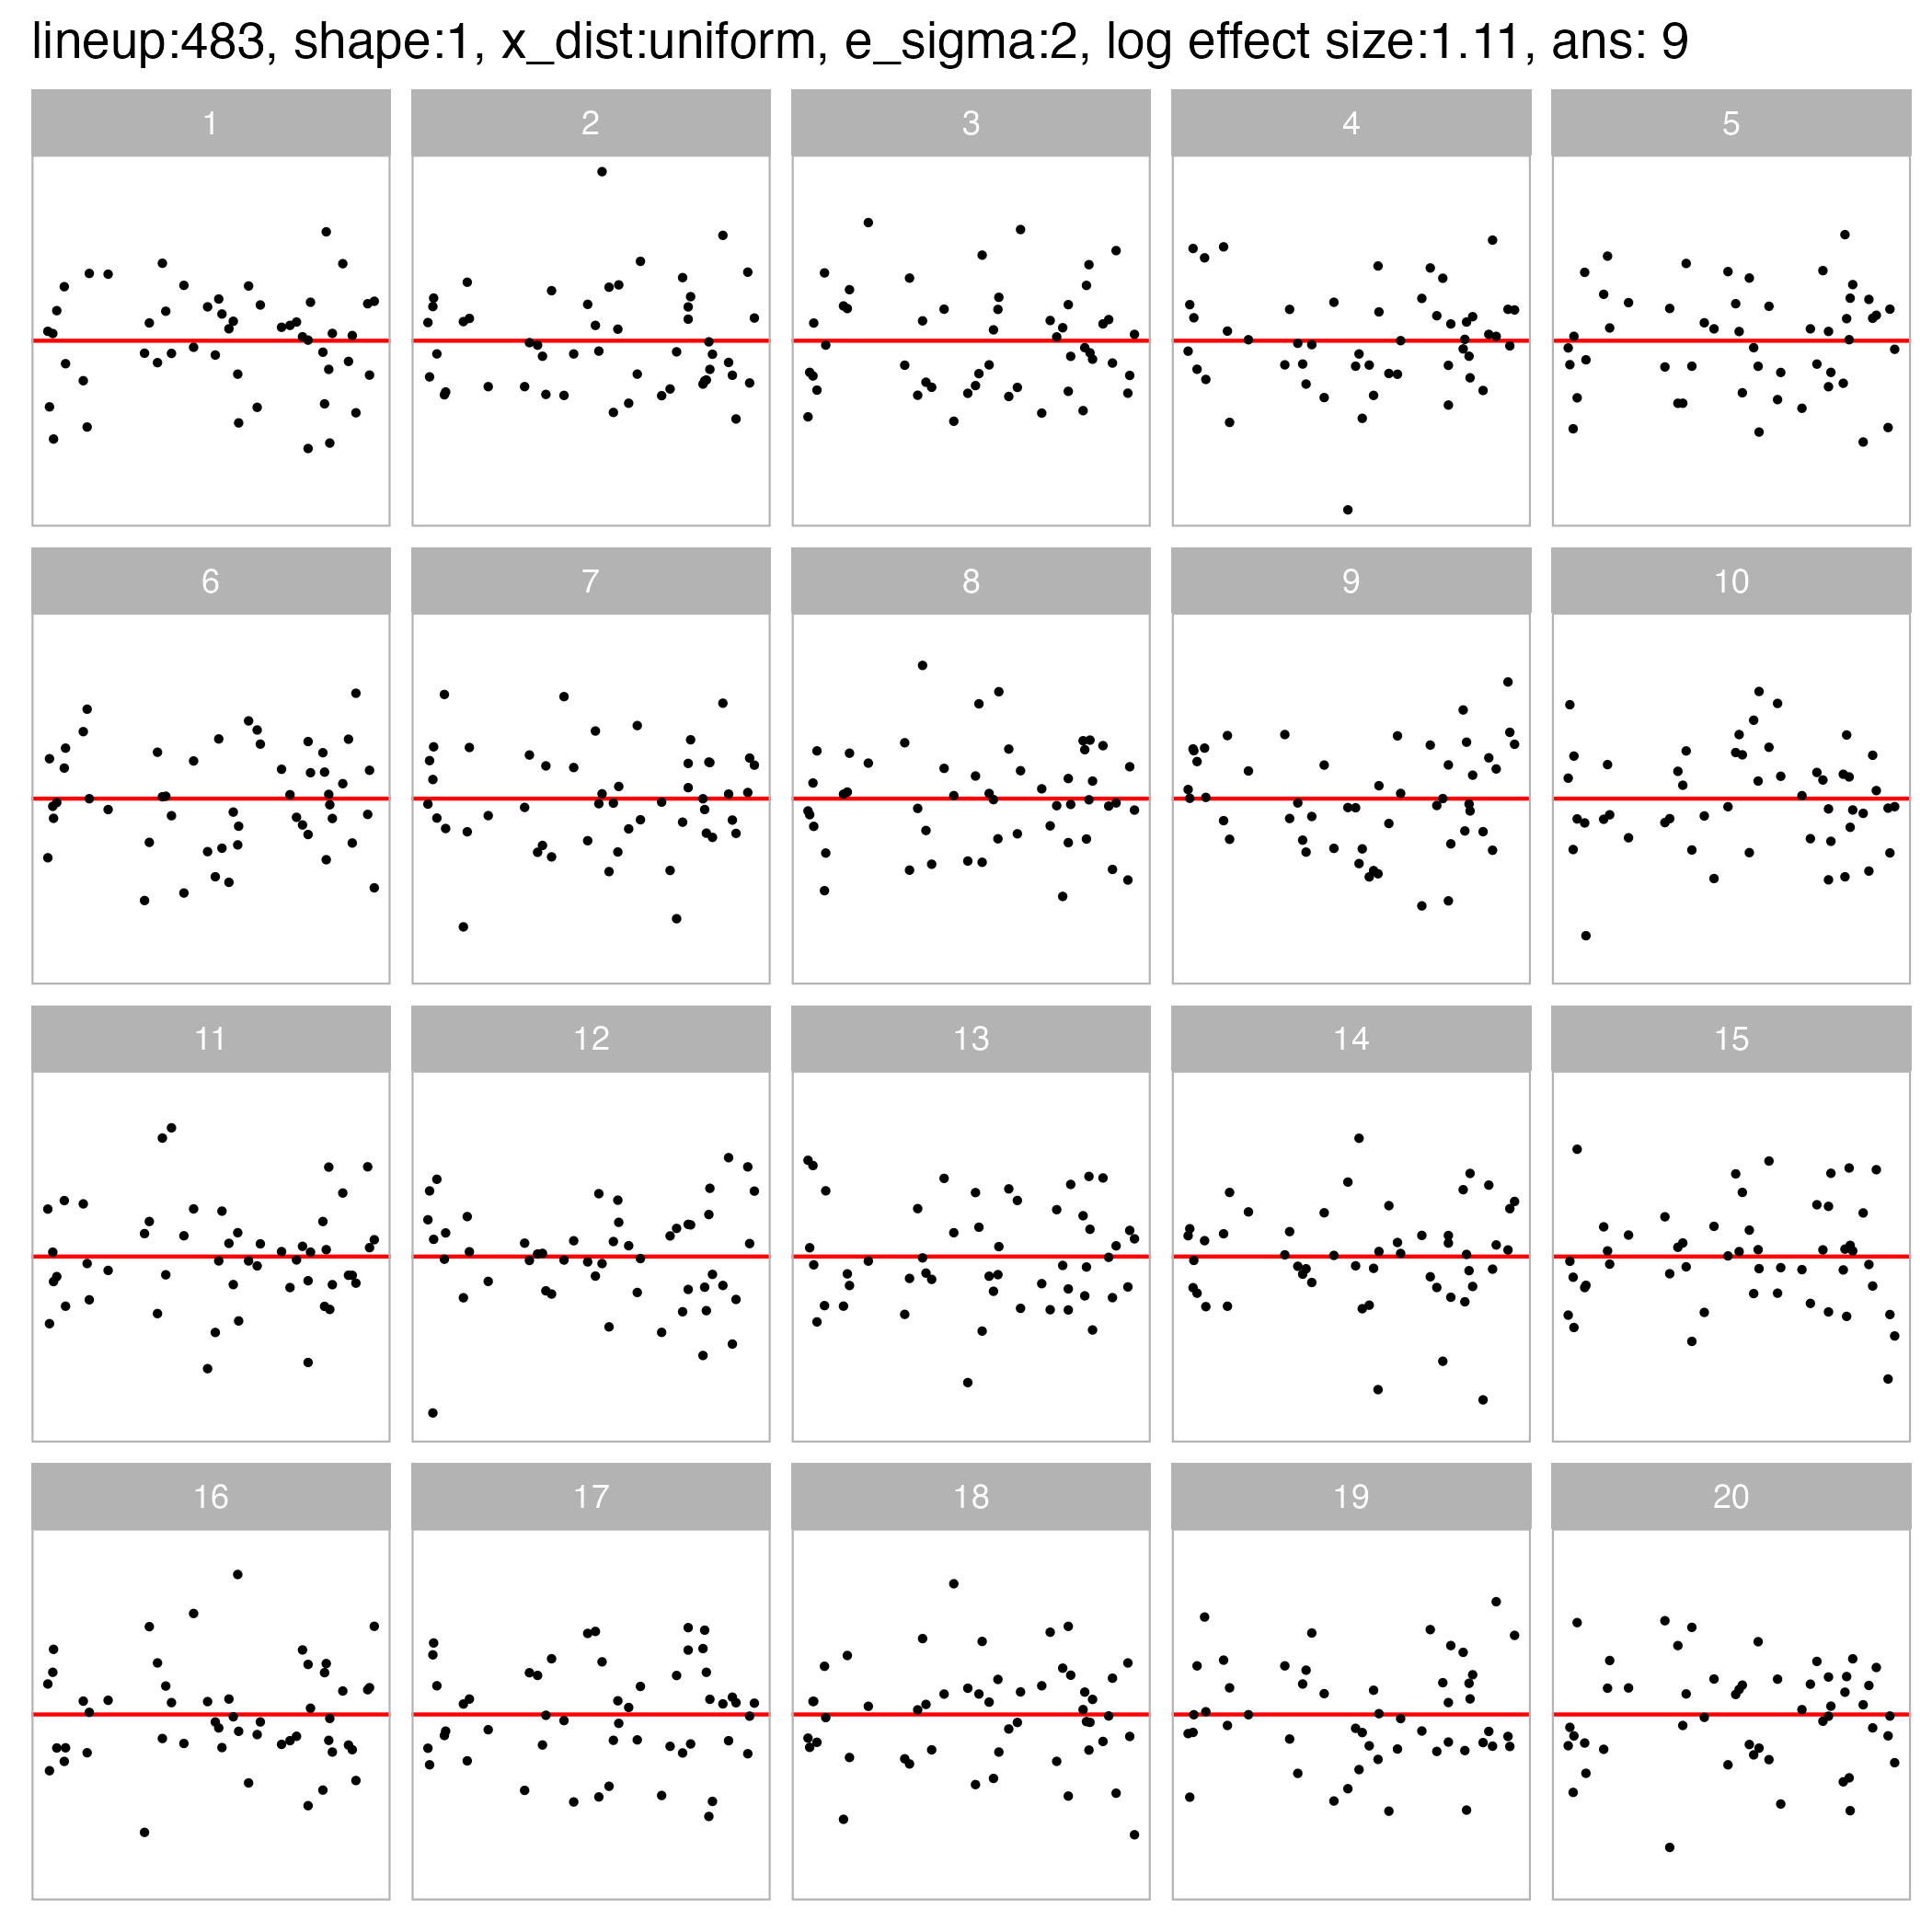 lineup:483, shape:1, x_dist:uniform, e_sigma:2, log effect size:1.11, ans: 9
1 2 3 4 5
6 7 8 9 10
11 12 13 14 15
16 17 18 19 20